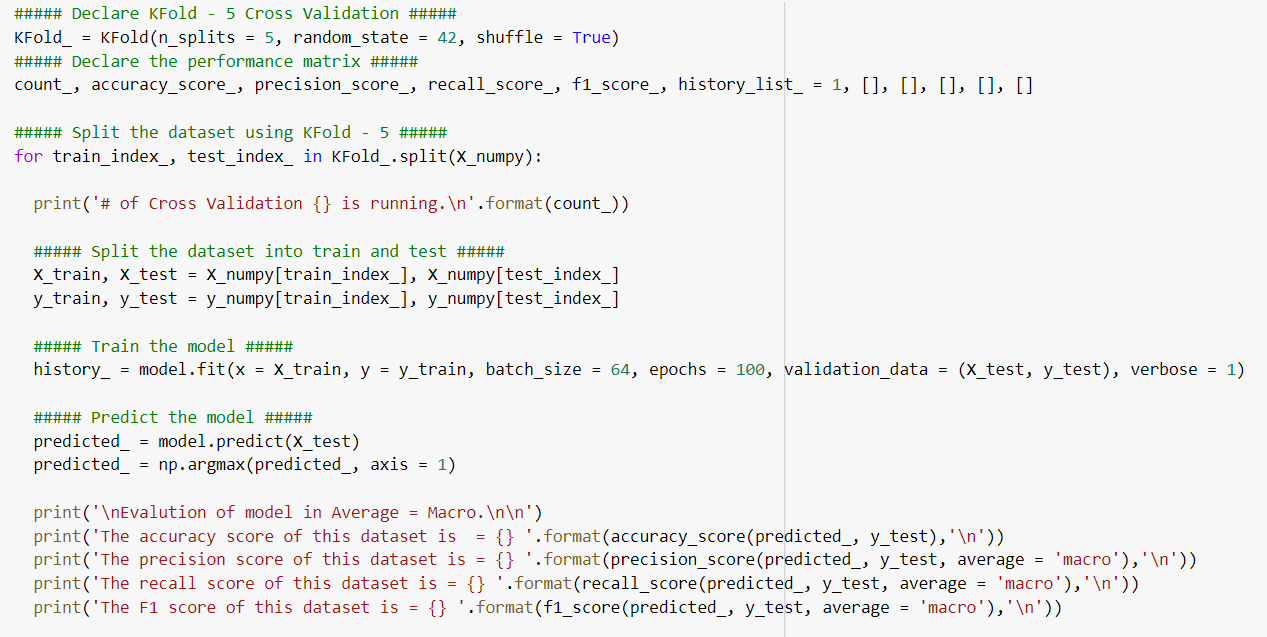 ##### Declare KFold - 5 Cross Validation #####
KFold_ = KFold(n_splits = 5, random_state = 42, shuffle = True)
##### Declare the performance matrix #####
count_, accuracy_score_, precision_score_, recall_score_, f1_score_, history_list_ = 1, [], [], [], [], []
##### Split the dataset using KFold - 5 #####
for train_index_, test_index_ in KFold_.split(X_numpy):
print('# of Cross Validation {} is running.\n'.format(count_))
##### Split the dataset into train and test #####
X_train, X_test = X_numpy[train_index_], X_numpy[test_index_]
y_train, y_test = y_numpy[train_index_], y_numpy[test_index_]
##### Train the model #####
history_ = model.fit(x = X_train, y = y_train, batch_size = 64, epochs = 100, validation_data = (X_test, y_test), verbose = 1)
##### Predict the model #####
predicted_ = model.predict(X_test)
predicted_ = np.argmax(predicted_, axis = 1)
print('\nEvalution of model in Average = Macro.\n\n')
print('The accuracy score of this dataset is  = {} '.format(accuracy_score(predicted_, y_test),'\n'))
print('The precision score of this dataset is = {} '.format(precision_score(predicted_, y_test, average = 'macro'),'\n'))
print('The recall score of this dataset is = {} '.format(recall_score(predicted_, y_test, average = 'macro'),'\n'))
print('The F1 score of this dataset is = {} '.format(f1_score(predicted_, y_test, average = 'macro'),'\n'))